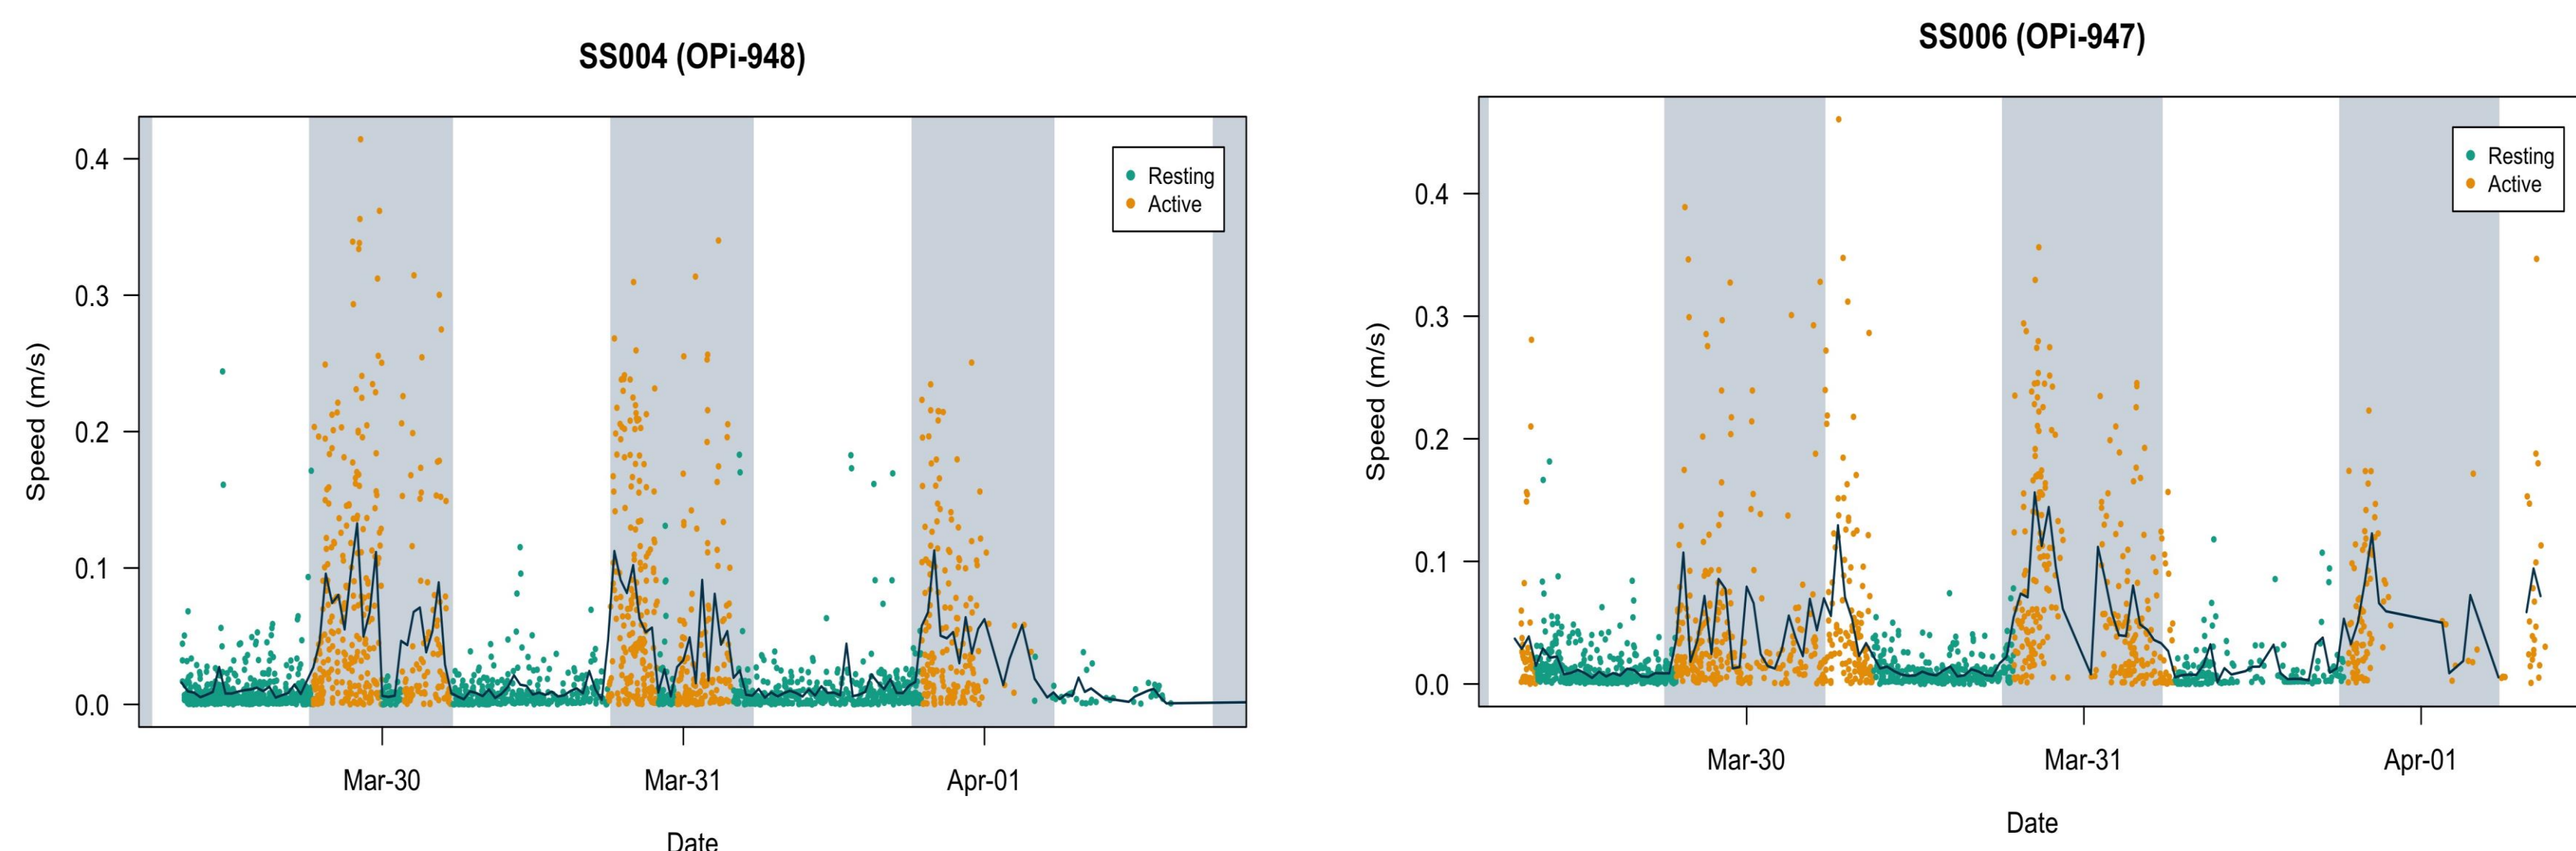 SS004 (OPi-948)
Speed (m/s)
0.4
0.3
0.2
0.1
0.0
Resting
Active
Mar-30 Mar-31 Apr-01
Date
SS006 (OPi-947)
Speed (m/s)
0.4
0.3
0.2
0.1
0.0
Resting
Active
Mar-30 Mar-31 Apr-01
Date